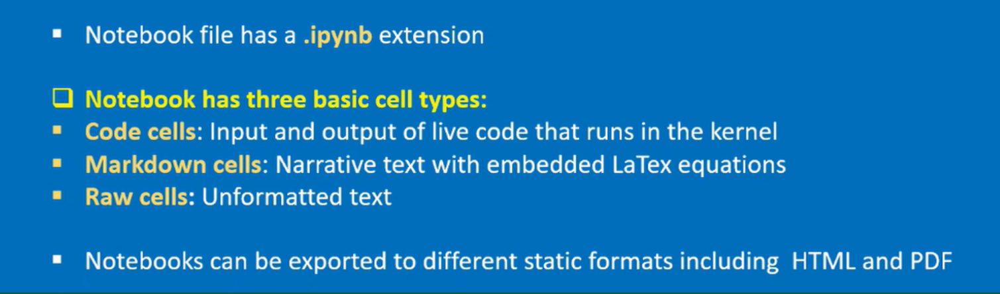 ▪ Notebook file has a .ipynb extension
❑ Notebook has three basic cell types:
▪ Code cells: Input and output of live code that runs in the kernel
▪ Markdown cells: Narrative text with embedded LaTex equations
▪ Raw cells: Unformatted text
▪ Notebooks can be exported to different static formats including  HTML and PDF